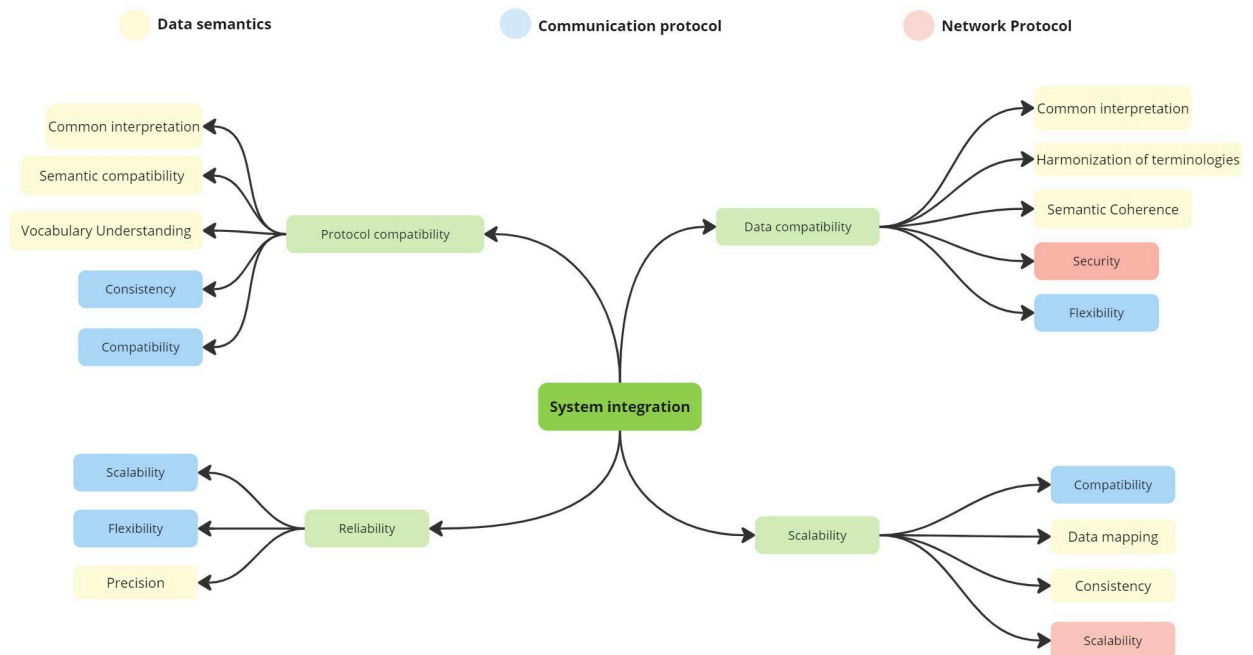 Data semantics
Communication protocol
Network Protocol
Common interpretation
Semantic compatibility
Vocabulary Understanding
Consistency
Compatibility
Protocol compatibility
Data compatibility
Common interpretation
Harmonization of terminologies
Semantic Coherence
Security
Flexibility
System integration
Scalability
Flexibility
Precision
Reliability
Scalability
Compatibility
Data mapping
Consistency
Scalability